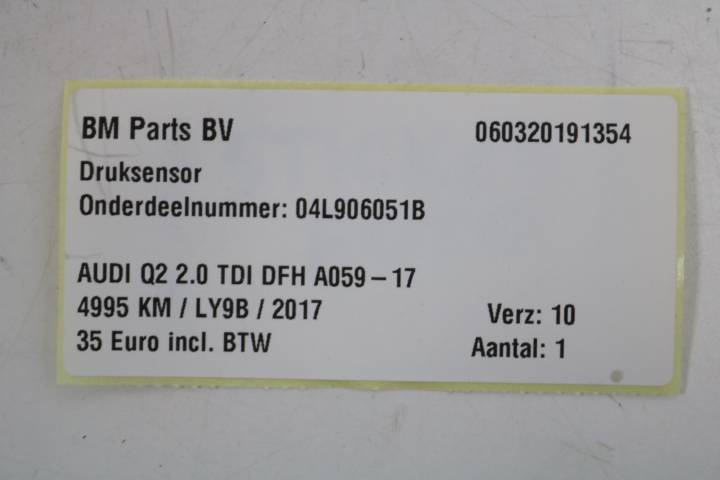 BM Parts BV 060320191354
Druksensor
Onderdeelnummer: 04L906051B
AUDI Q2 2.0 TDI DFH A059-17
4995 KM / LY9B / 2017 Verz: 10
35 Euro incl. BTW Aantal: 1